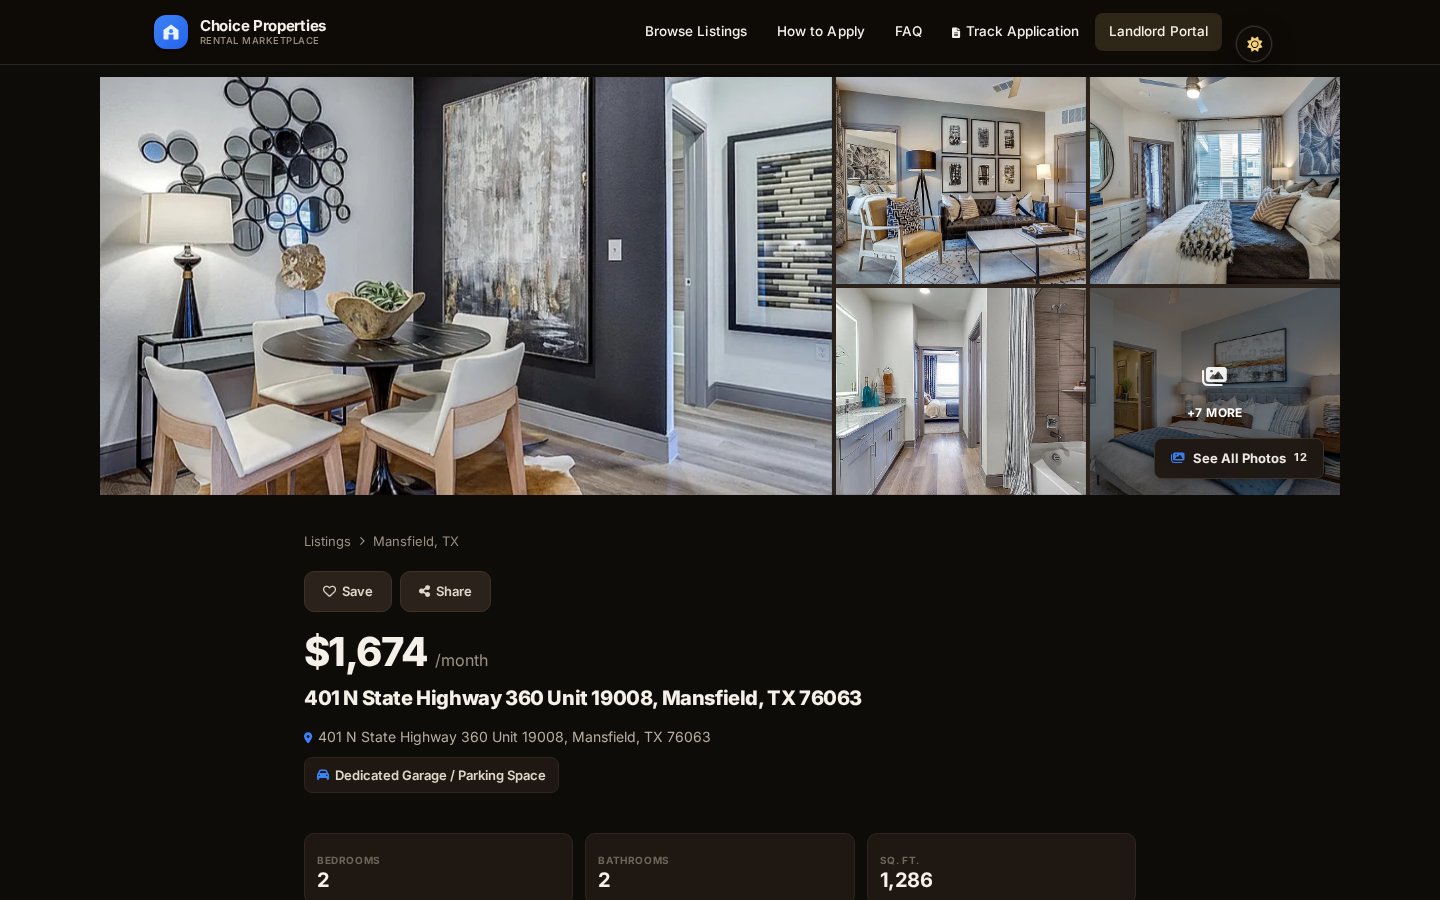 Choice Properties
RENTAL MARKETPLACE
Browse Listings
How to Apply
FAQ
Track Application
Landlord Portal
+7 MORE
See All Photos 12
Listings > Mansfield, TX
Save
Share
$1,674 /month
401 N State Highway 360 Unit 19008, Mansfield, TX 76063
401 N State Highway 360 Unit 19008, Mansfield, TX 76063
Dedicated Garage / Parking Space
BEDROOMS
2
BATHROOMS
2
SQ. FT.
1,286